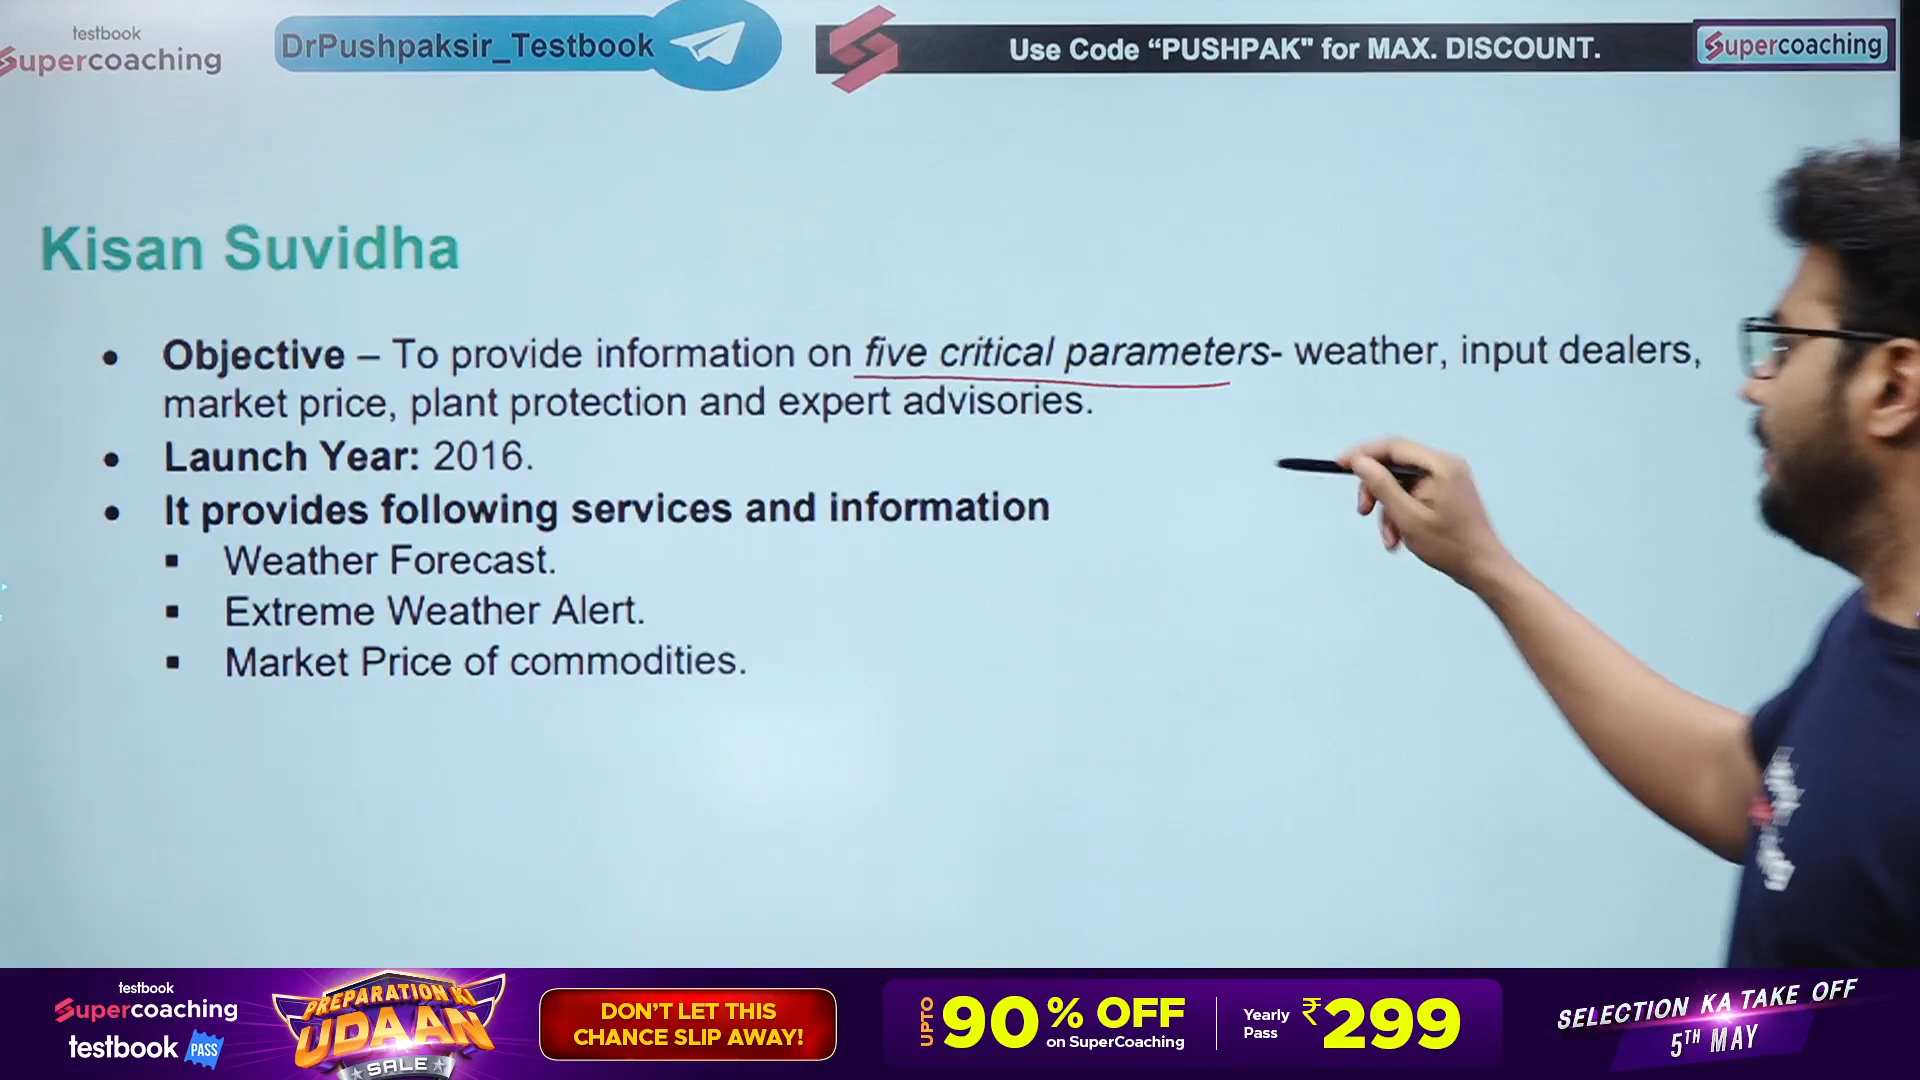 testbook
Supercoaching
DrPushpaksir_Testbook
Use Code “PUSHPAK" for MAX. DISCOUNT.
Supercoaching
Kisan Suvidha
• Objective – To provide information on five critical parameters- weather, input dealers,
market price, plant protection and expert advisories.
• Launch Year: 2016.
• It provides following services and information
▪ Weather Forecast.
▪ Extreme Weather Alert.
▪ Market Price of commodities.
testbook
Supercoaching
testbook PASS
PREPARATION KI
UDAAN
SALE
DON'T LET THIS
CHANCE SLIP AWAY!
UPTO 90% OFF
on SuperCoaching
Yearly
Pass
₹299
SELECTION KA TAKE OFF
5TH MAY